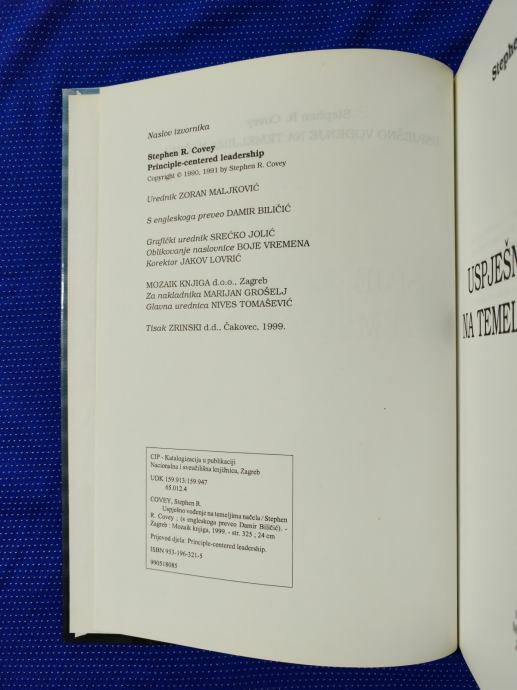 Naslov izvornika
Stephen R. Covey
Principle-centered leadership
Copyright © 1990, 1991 by Stephen R. Covey
Urednik ZORAN MALJKOVIĆ
S engleskoga preveo DAMIR BILIČIĆ
Grafički urednik SREĆKO JOLIĆ
Oblikovanje naslovnice BOJE VREMENA
Korektor JAKOV LOVRIĆ
MOZAIK KNJIGA d.o.o., Zagreb
Za nakladnika MARIJAN GROŠELJ
Glavna urednica NIVES TOMAŠEVIĆ
Tisak ZRINSKI d.d., Čakovec, 1999.
CIP - Katalogizacija u publikaciji
Nacionalna i sveučilišna knjižnica, Zagreb
UDK 159.913:159.947
65.012.4
COVEY, Stephen R.
Uspješno vođenje na temeljima načela / Stephen
R. Covey ; (s engleskoga preveo Damir Biličić). -
Zagreb : Mozaik knjiga, 1999. - str. 325 ; 24 cm
Prijevod djela: Principle-centered leadership.
ISBN 953-196-321-5
990518085
Stephe
USPJEŠN
NA TEMEL